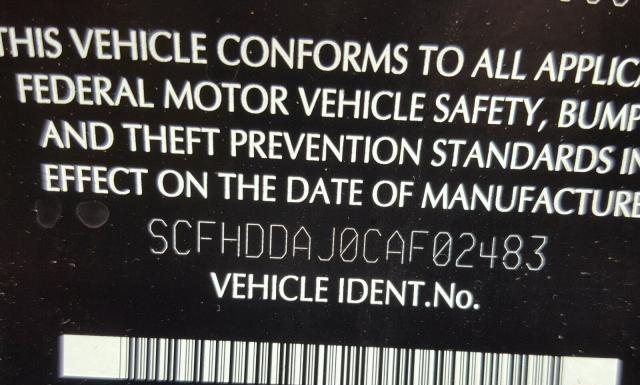 THIS VEHICLE CONFORMS TO ALL APPLIC
FEDERAL MOTOR VEHICLE SAFETY, BUMP
AND THEFT PREVENTION STANDARDS IN
EFFECT ON THE DATE OF MANUFACTURE
SCFHDDAJ0CAF02483
VEHICLE IDENT.No.